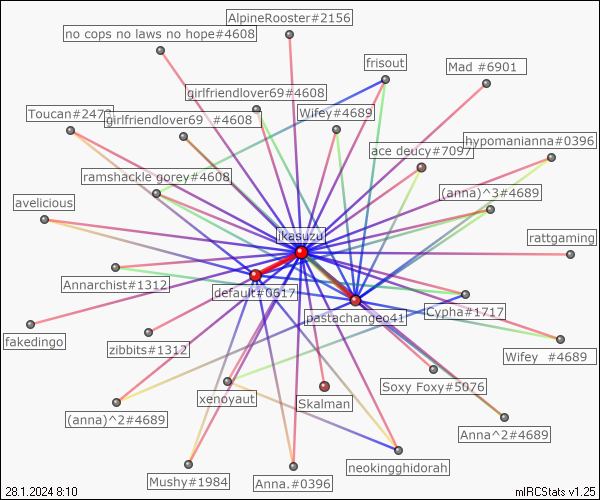 AlpineRooster#2156
no cops no laws no hope#4608
frisout
Mad #6901
girlfriendlover69#4608
Toucan#2472
girlfriendlover69 #4608
Wifey#4689
hypomanianna#0396
ace deucy#7097
ramshackle gorey#4608
(anna)^3#4689
avelicious
ikasuzu
rattgaming
Annarchist#1312
default#0617
pastachangeo41
Cypha#1717
fakedingo
zibbits#1312
Wifey #4689
Soxy Foxy#5076
xenoyaut
Skalman
(anna)^2#4689
Anna^2#4689
neokingghidorah
Mushy#1984
Anna.#0396
28.1.2024 8:10
mIRCStats v1.25